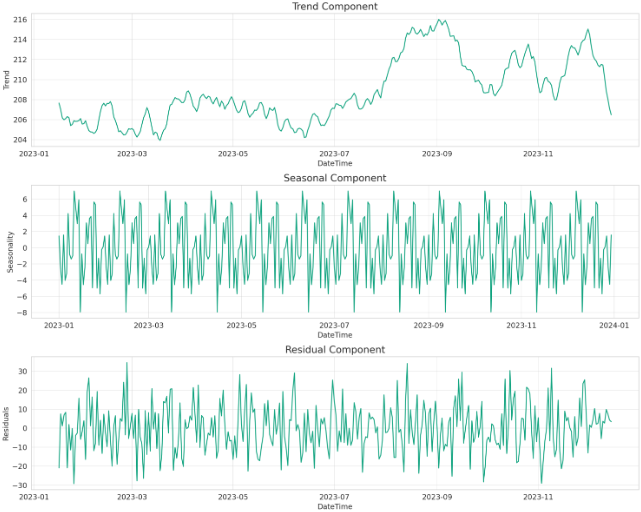 Trend Component
216
214
212
210
208
206
204
Trend
2023-01 2023-03 2023-05 2023-07 2023-09 2023-11
DateTime
Seasonal Component
6
4
2
0
−2
−4
−6
−8
Seasonality
2023-01 2023-03 2023-05 2023-07 2023-09 2023-11 2024-01
DateTime
Residual Component
30
20
10
0
−10
−20
−30
Residuals
2023-01 2023-03 2023-05 2023-07 2023-09 2023-11
DateTime